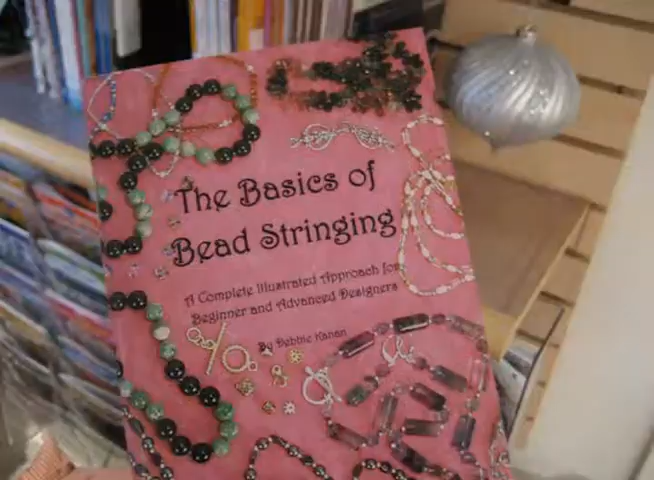 The Basics of
Bead Stringing
A Complete Illustrated Approach for
Beginner and Advanced Designers
By Debbie Kanan